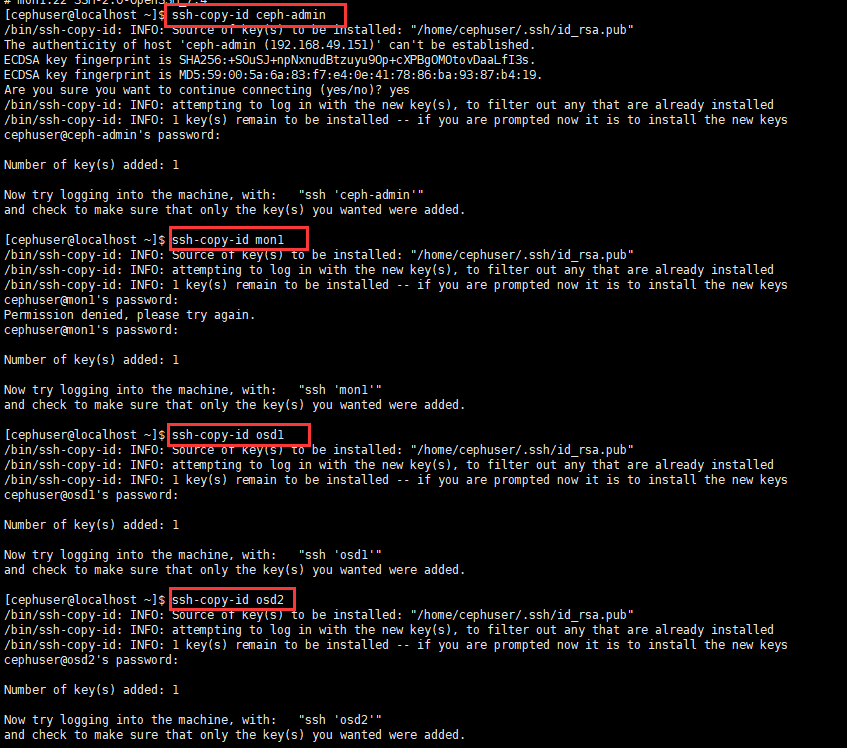 # mon1:22 SSH-2.0-OpenSSH_7.4
[cephuser@localhost ~]$ ssh-copy-id ceph-admin
/bin/ssh-copy-id: INFO: Source of key(s) to be installed: "/home/cephuser/.ssh/id_rsa.pub"
The authenticity of host 'ceph-admin (192.168.49.151)' can't be established.
ECDSA key fingerprint is SHA256:+SOuSJ+npNxnudBtzuyu9Op+cXPBgOMOtovDaaLfI3s.
ECDSA key fingerprint is MD5:59:00:5a:6a:83:f7:e4:0e:41:78:86:ba:93:87:b4:19.
Are you sure you want to continue connecting (yes/no)? yes
/bin/ssh-copy-id: INFO: attempting to log in with the new key(s), to filter out any that are already installed
/bin/ssh-copy-id: INFO: 1 key(s) remain to be installed -- if you are prompted now it is to install the new keys
cephuser@ceph-admin's password:
Number of key(s) added: 1
Now try logging into the machine, with:   "ssh 'ceph-admin'"
and check to make sure that only the key(s) you wanted were added.
[cephuser@localhost ~]$ ssh-copy-id mon1
/bin/ssh-copy-id: INFO: Source of key(s) to be installed: "/home/cephuser/.ssh/id_rsa.pub"
/bin/ssh-copy-id: INFO: attempting to log in with the new key(s), to filter out any that are already installed
/bin/ssh-copy-id: INFO: 1 key(s) remain to be installed -- if you are prompted now it is to install the new keys
cephuser@mon1's password:
Permission denied, please try again.
cephuser@mon1's password:
Number of key(s) added: 1
Now try logging into the machine, with:   "ssh 'mon1'"
and check to make sure that only the key(s) you wanted were added.
[cephuser@localhost ~]$ ssh-copy-id osd1
/bin/ssh-copy-id: INFO: Source of key(s) to be installed: "/home/cephuser/.ssh/id_rsa.pub"
/bin/ssh-copy-id: INFO: attempting to log in with the new key(s), to filter out any that are already installed
/bin/ssh-copy-id: INFO: 1 key(s) remain to be installed -- if you are prompted now it is to install the new keys
cephuser@osd1's password:
Number of key(s) added: 1
Now try logging into the machine, with:   "ssh 'osd1'"
and check to make sure that only the key(s) you wanted were added.
[cephuser@localhost ~]$ ssh-copy-id osd2
/bin/ssh-copy-id: INFO: Source of key(s) to be installed: "/home/cephuser/.ssh/id_rsa.pub"
/bin/ssh-copy-id: INFO: attempting to log in with the new key(s), to filter out any that are already installed
/bin/ssh-copy-id: INFO: 1 key(s) remain to be installed -- if you are prompted now it is to install the new keys
cephuser@osd2's password:
Number of key(s) added: 1
Now try logging into the machine, with:   "ssh 'osd2'"
and check to make sure that only the key(s) you wanted were added.